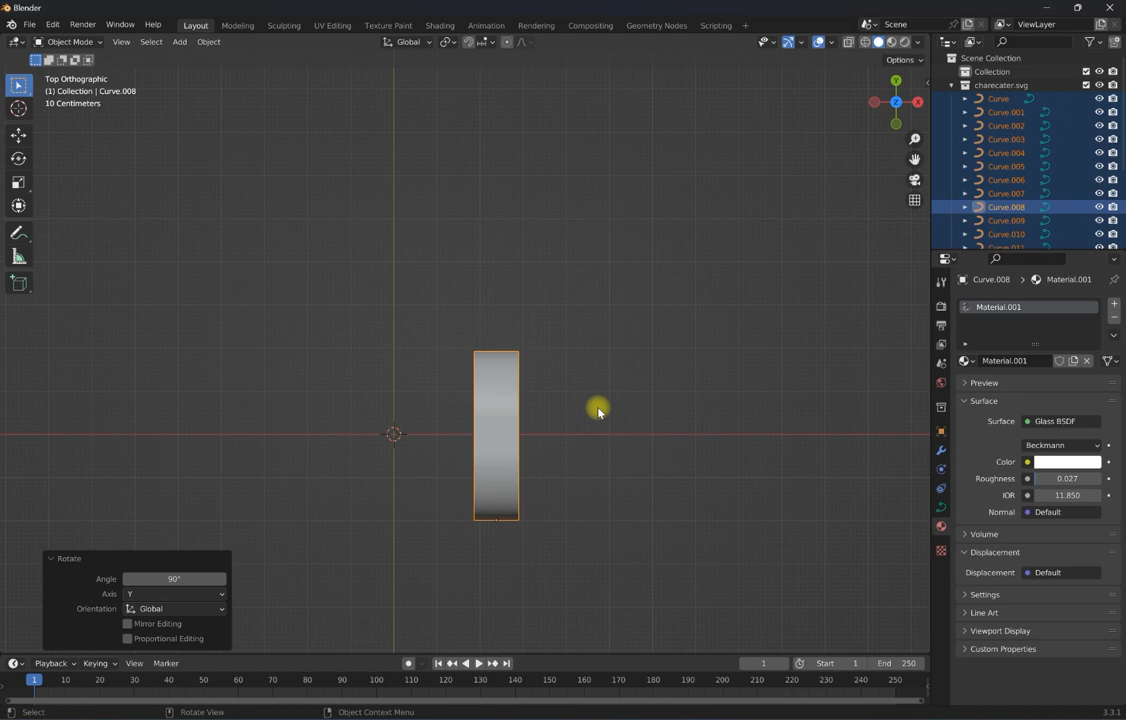 Blender
File Edit Render Window Help Layout Modeling Sculpting UV Editing Texture Paint Shading Animation Rendering Compositing Geometry Nodes Scripting + Scene ViewLayer
Object Mode View Select Add Object Global
Options
Top Orthographic
(1) Collection | Curve.008
10 Centimeters
Y
X
Z
Scene Collection
Collection
charecater.svg
Curve
Curve.001
Curve.002
Curve.003
Curve.004
Curve.005
Curve.006
Curve.007
Curve.008
Curve.009
Curve.010
Curve.011
Curve.008 > Material.001
Material.001
Material.001
Preview
Surface
Surface Glass BSDF
Beckmann
Color
Roughness 0.027
IOR 11.850
Normal Default
Volume
Displacement
Displacement Default
Settings
Line Art
Viewport Display
Custom Properties
Rotate
Angle 90°
Axis Y
Orientation Global
Mirror Editing
Proportional Editing
Playback Keying View Marker 1 Start 1 End 250
1 10 20 30 40 50 60 70 80 90 100 110 120 130 140 150 160 170 180 190 200 210 220 230 240 250
Select Rotate View Object Context Menu 3.3.1